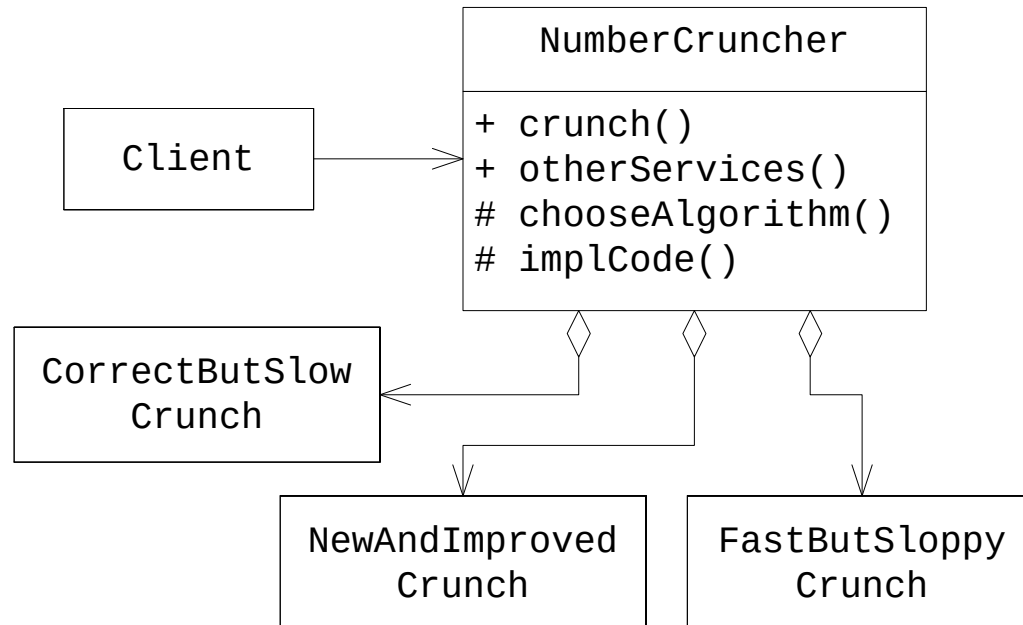 NumberCruncher
+ crunch()
+ otherServices()
# chooseAlgorithm()
# implCode()
Client
CorrectButSlow
Crunch
NewAndImproved
Crunch
FastButSloppy
Crunch